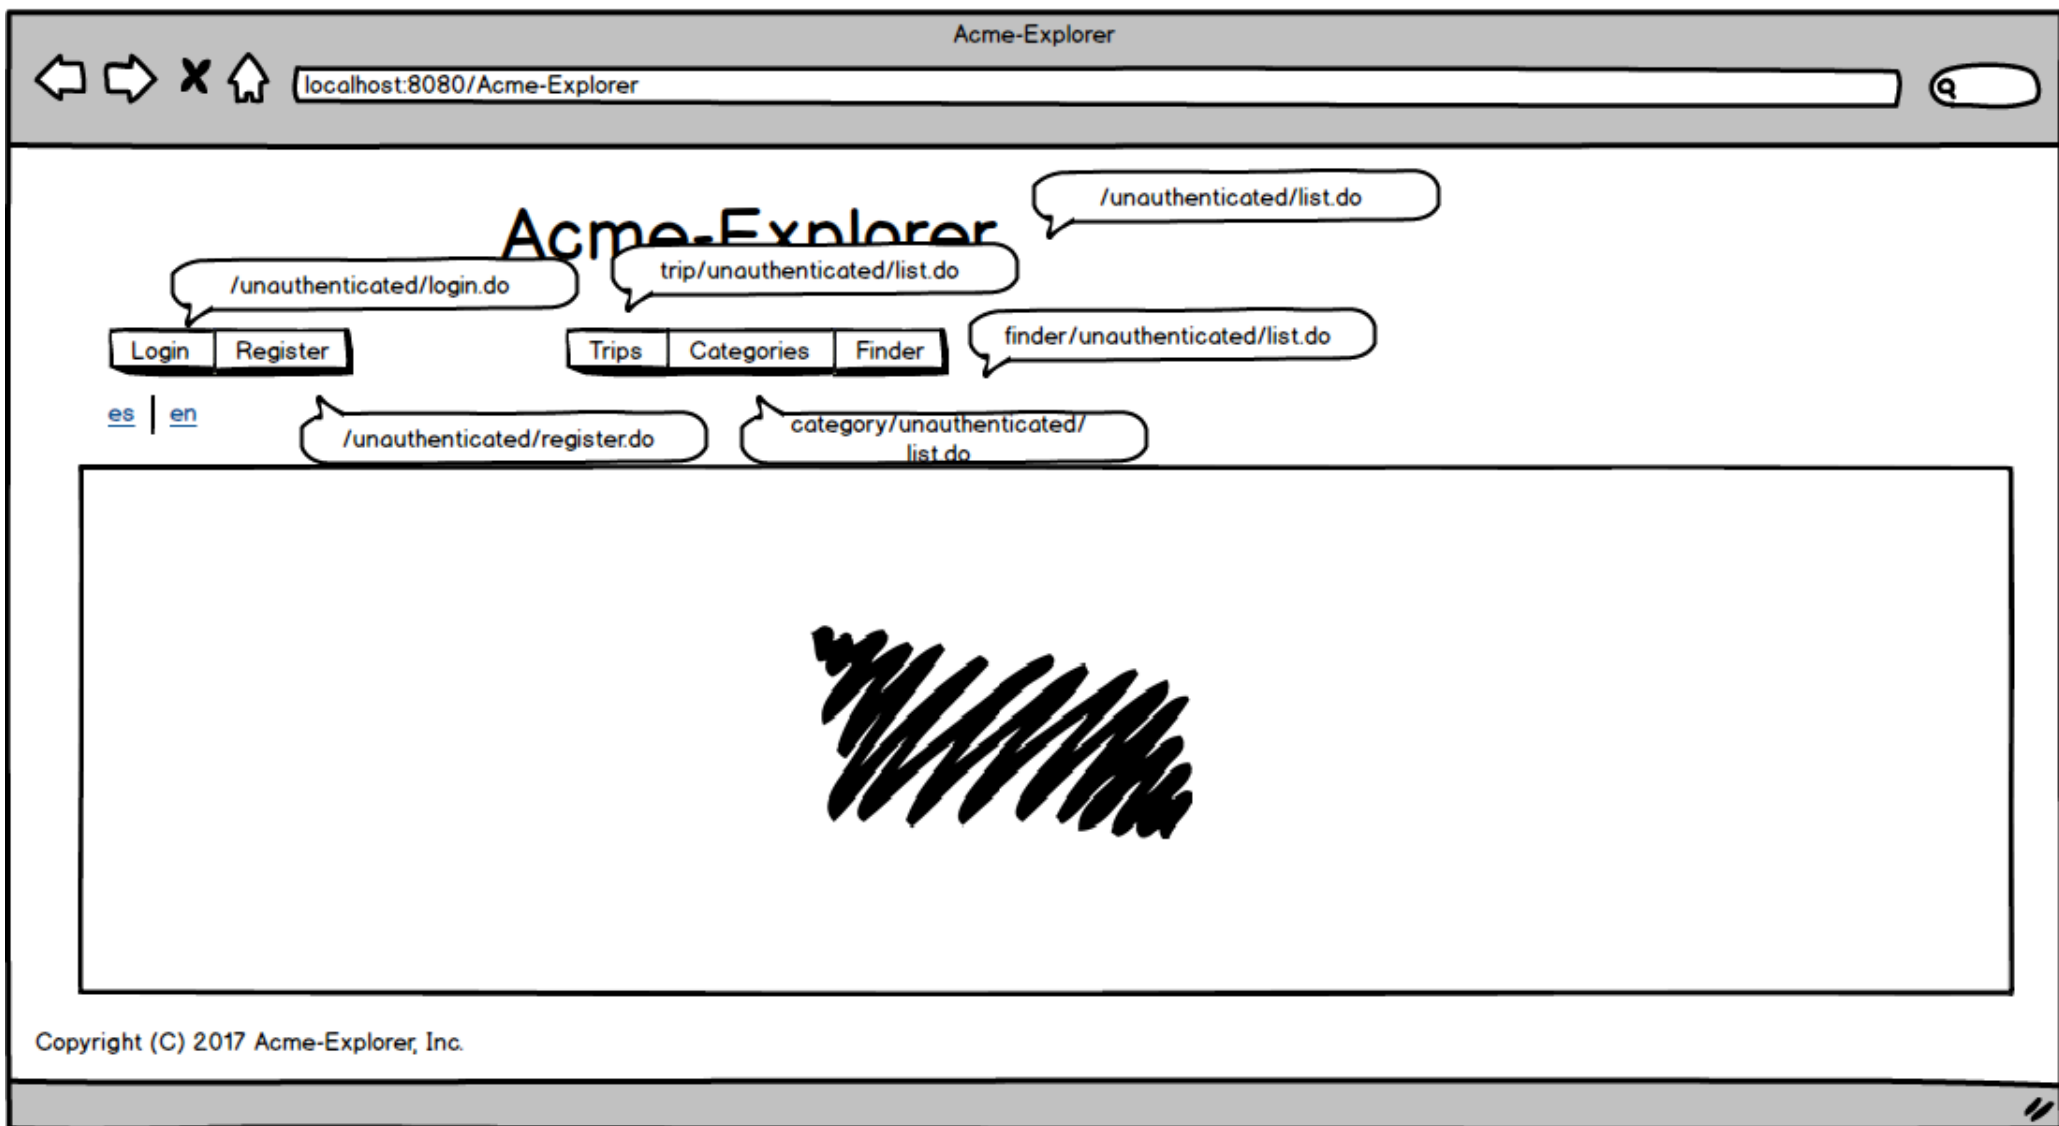 Acme-Explorer
localhost:8080/Acme-Explorer
/unauthenticated/list.do
Acme-Explorer
trip/unauthenticated/list.do
/unauthenticated/login.do
finder/unauthenticated/list.do
Login Register
Trips Categories Finder
es en
/unauthenticated/register.do
category/unauthenticated/
list.do
Copyright (C) 2017 Acme-Explorer, Inc.